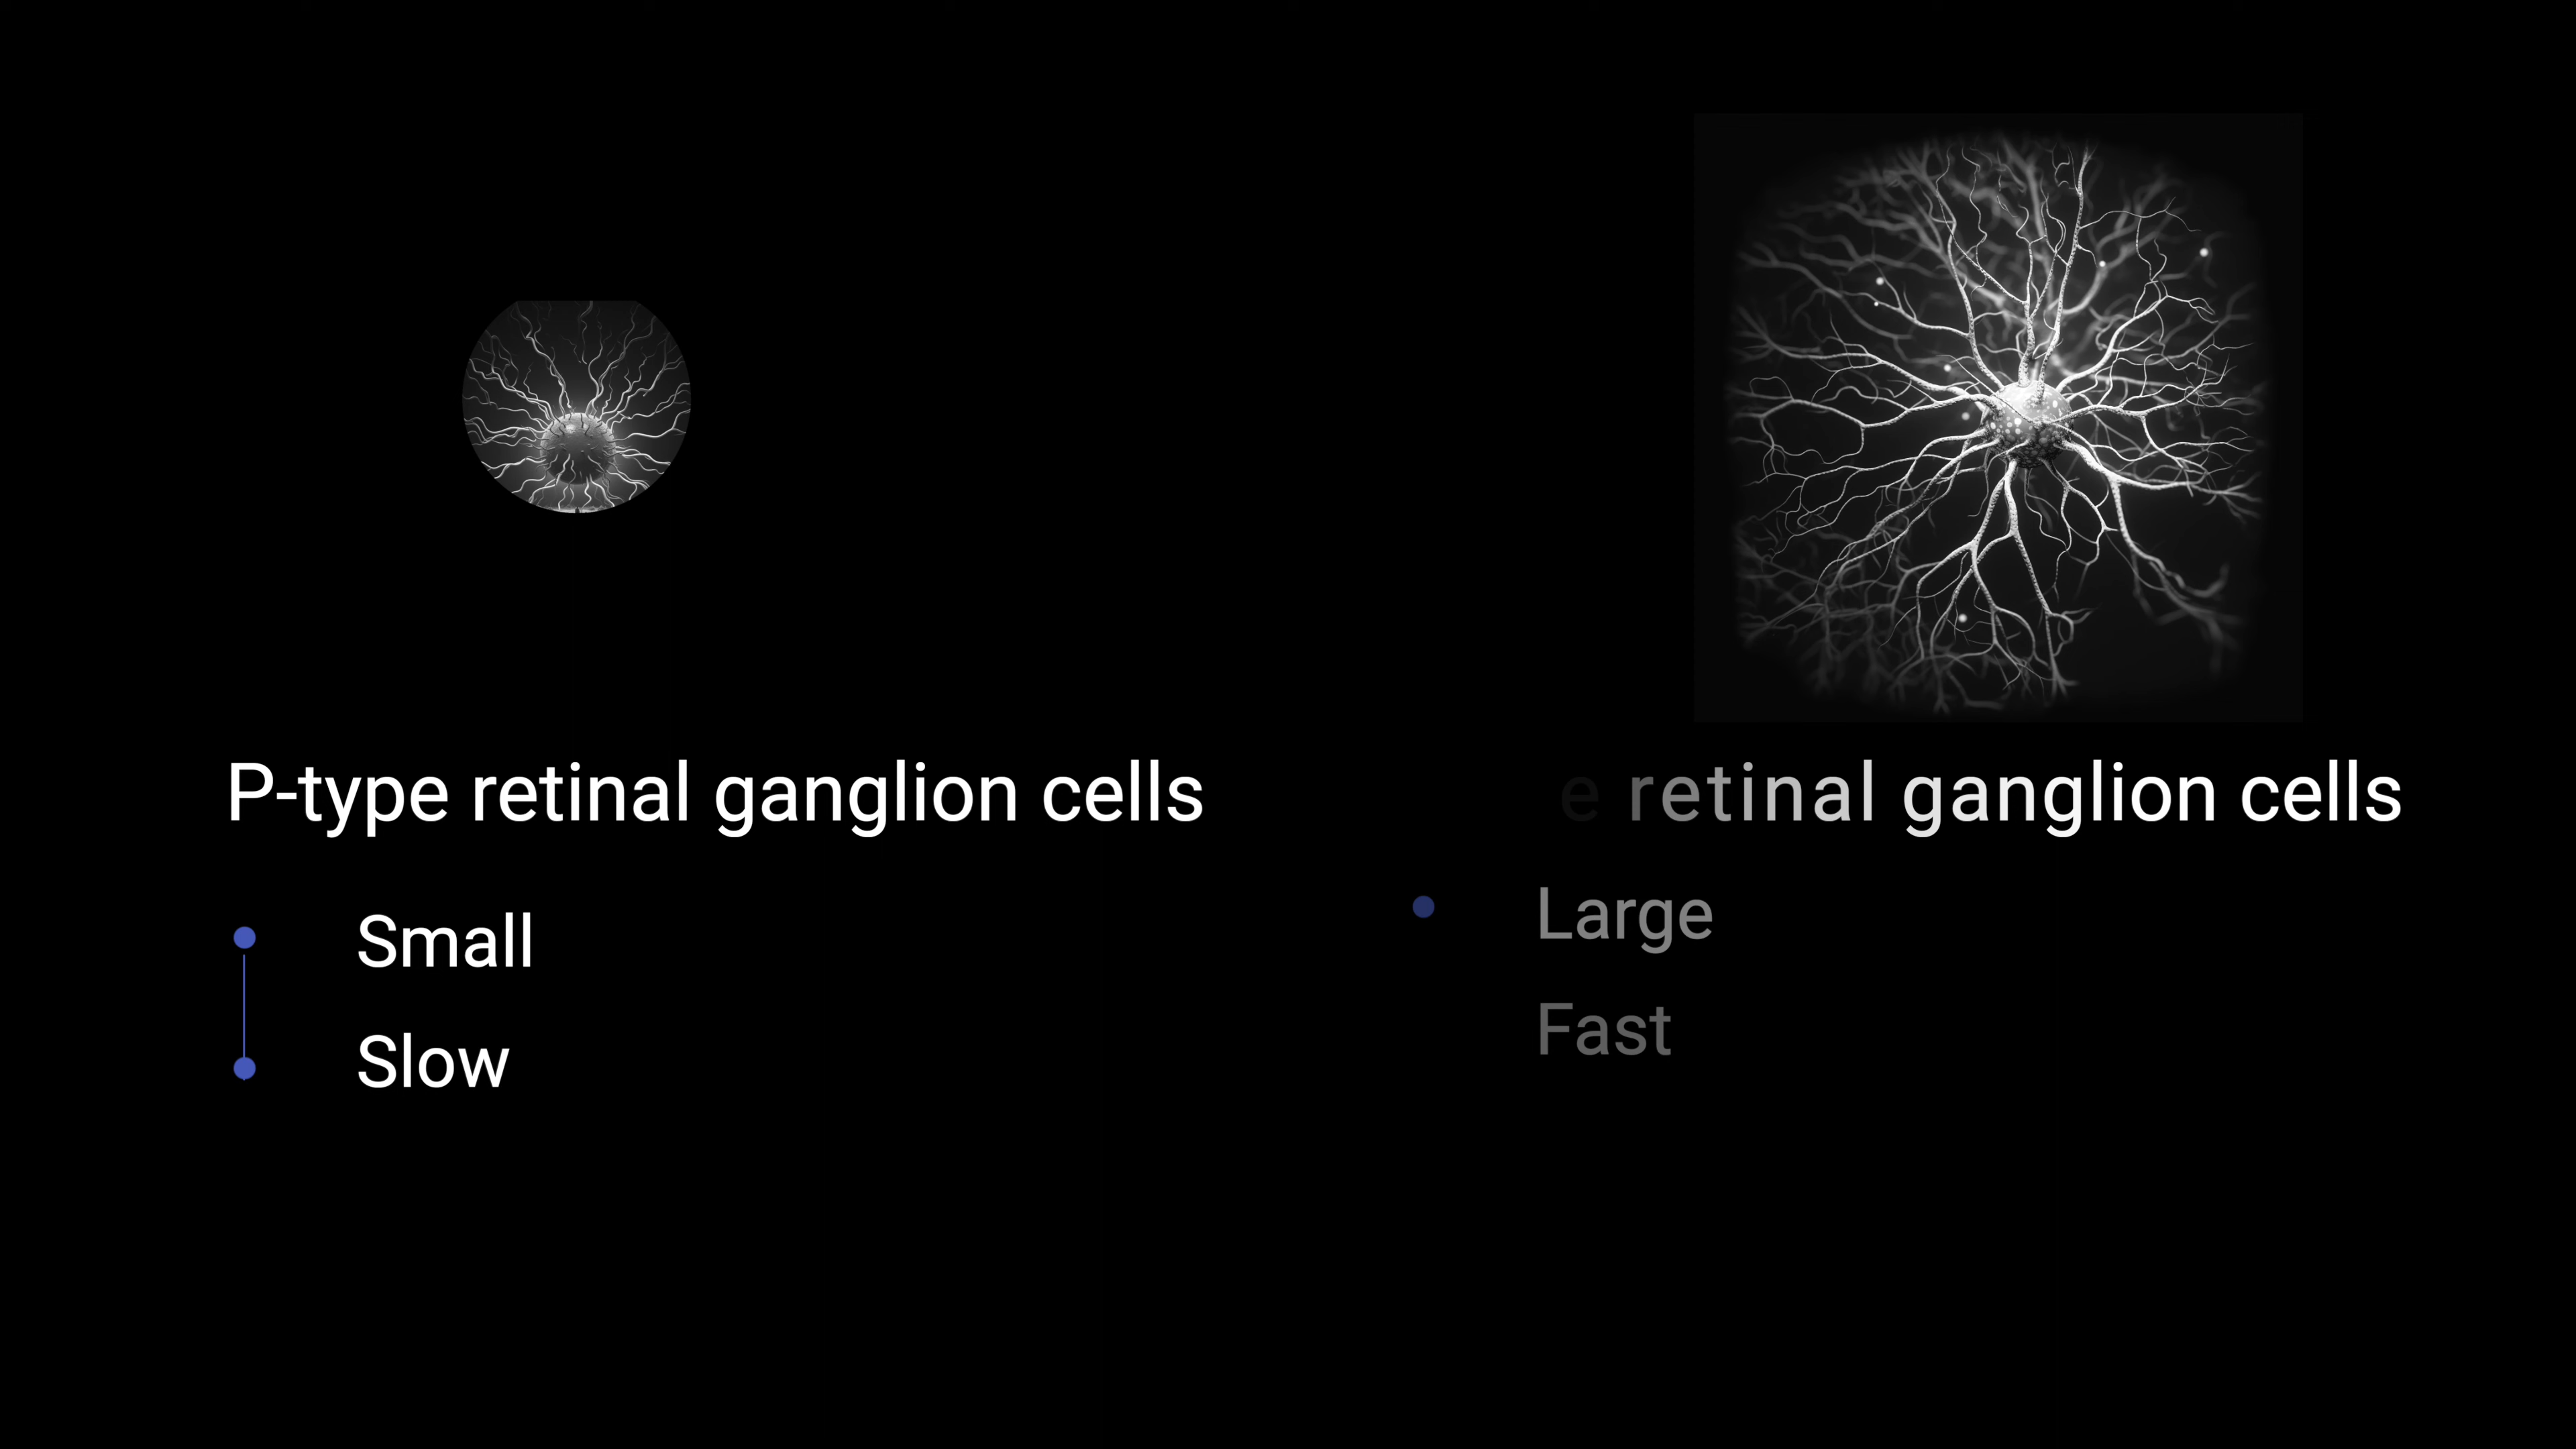 P-type retinal ganglion cells
Small
Slow
e retinal ganglion cells
Large
Fast